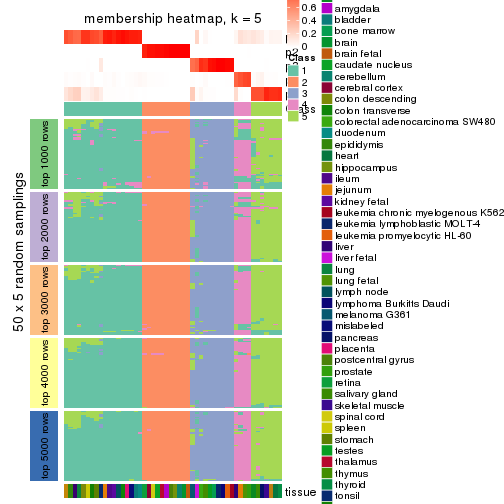 membership heatmap, k = 5
50 x 5 random samplings
top 1000 rows
top 2000 rows
top 3000 rows
top 4000 rows
top 5000 rows
tissue
0.6
0.4
0.2
0
Class
1
2
3
4
5
amygdala
bladder
bone marrow
brain
brain fetal
caudate nucleus
cerebellum
cerebral cortex
colon descending
colon transverse
colorectal adenocarcinoma SW480
duodenum
epididymis
heart
hippocampus
ileum
jejunum
kidney fetal
leukemia chronic myelogenous K562
leukemia lymphoblastic MOLT-4
leukemia promyelocytic HL-60
liver
liver fetal
lung
lung fetal
lymph node
lymphoma Burkitts Daudi
melanoma G361
mislabeled
pancreas
placenta
postcentral gyrus
prostate
retina
salivary gland
skeletal muscle
spinal cord
spleen
stomach
testes
thalamus
thymus
thyroid
tonsil